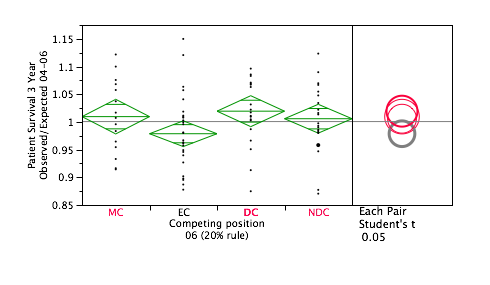 Patient Survival 3 Year
Observed/Expected 04-06
1.15
1.1
1.05
1
0.95
0.9
0.85
MC EC DC NDC
Competing position
06 (20% rule)
Each Pair
Student's t
0.05